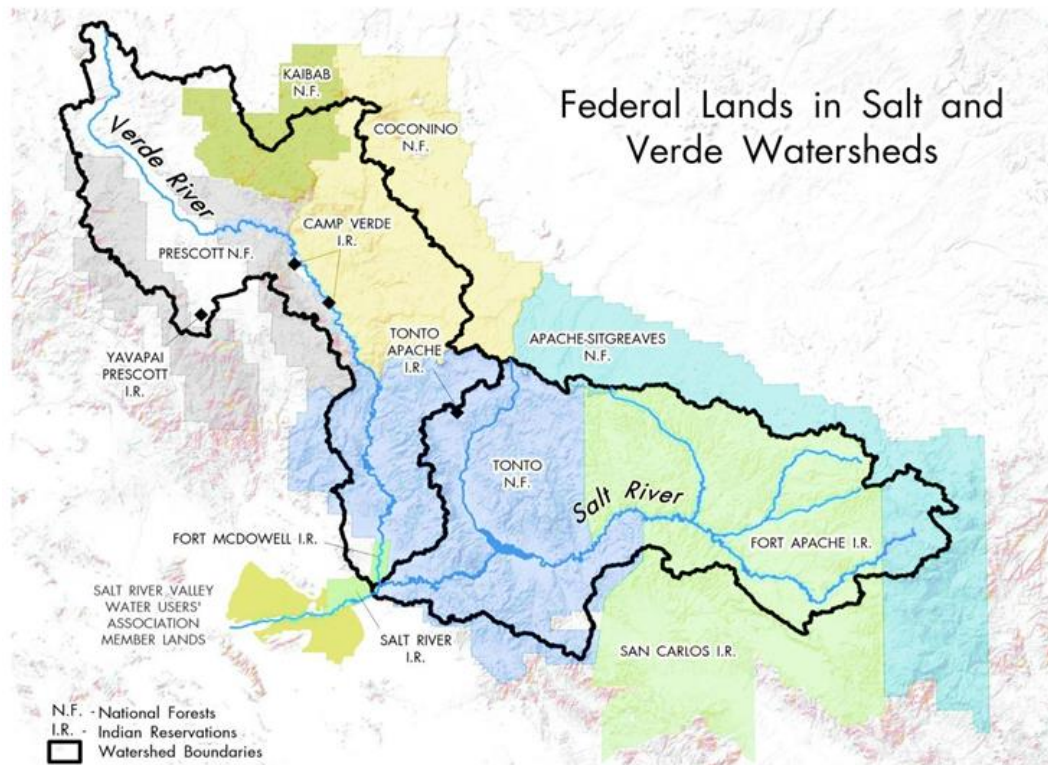 Federal Lands in Salt and
Verde Watersheds
KAIBAB
N.F.
COCONINO
N.F.
Verde River
CAMP VERDE
I.R.
PRESCOTT N.F.
YAVAPAI
PRESCOTT
I.R.
TONTO
APACHE
I.R.
APACHE-SITGREAVES
N.F.
TONTO
N.F.
Salt River
FORT APACHE I.R.
FORT MCDOWELL I.R.
SALT RIVER VALLEY
WATER USERS'
ASSOCIATION
MEMBER LANDS
SALT RIVER
I.R.
SAN CARLOS I.R.
N.F. - National Forests
I.R. - Indian Reservations
Watershed Boundaries